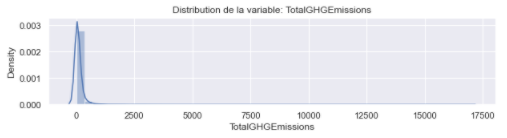 Distribution de la variable: TotalGHGEmissions
Density
0.003
0.002
0.001
0.000
0 2500 5000 7500 10000 12500 15000 17500
TotalGHGEmissions